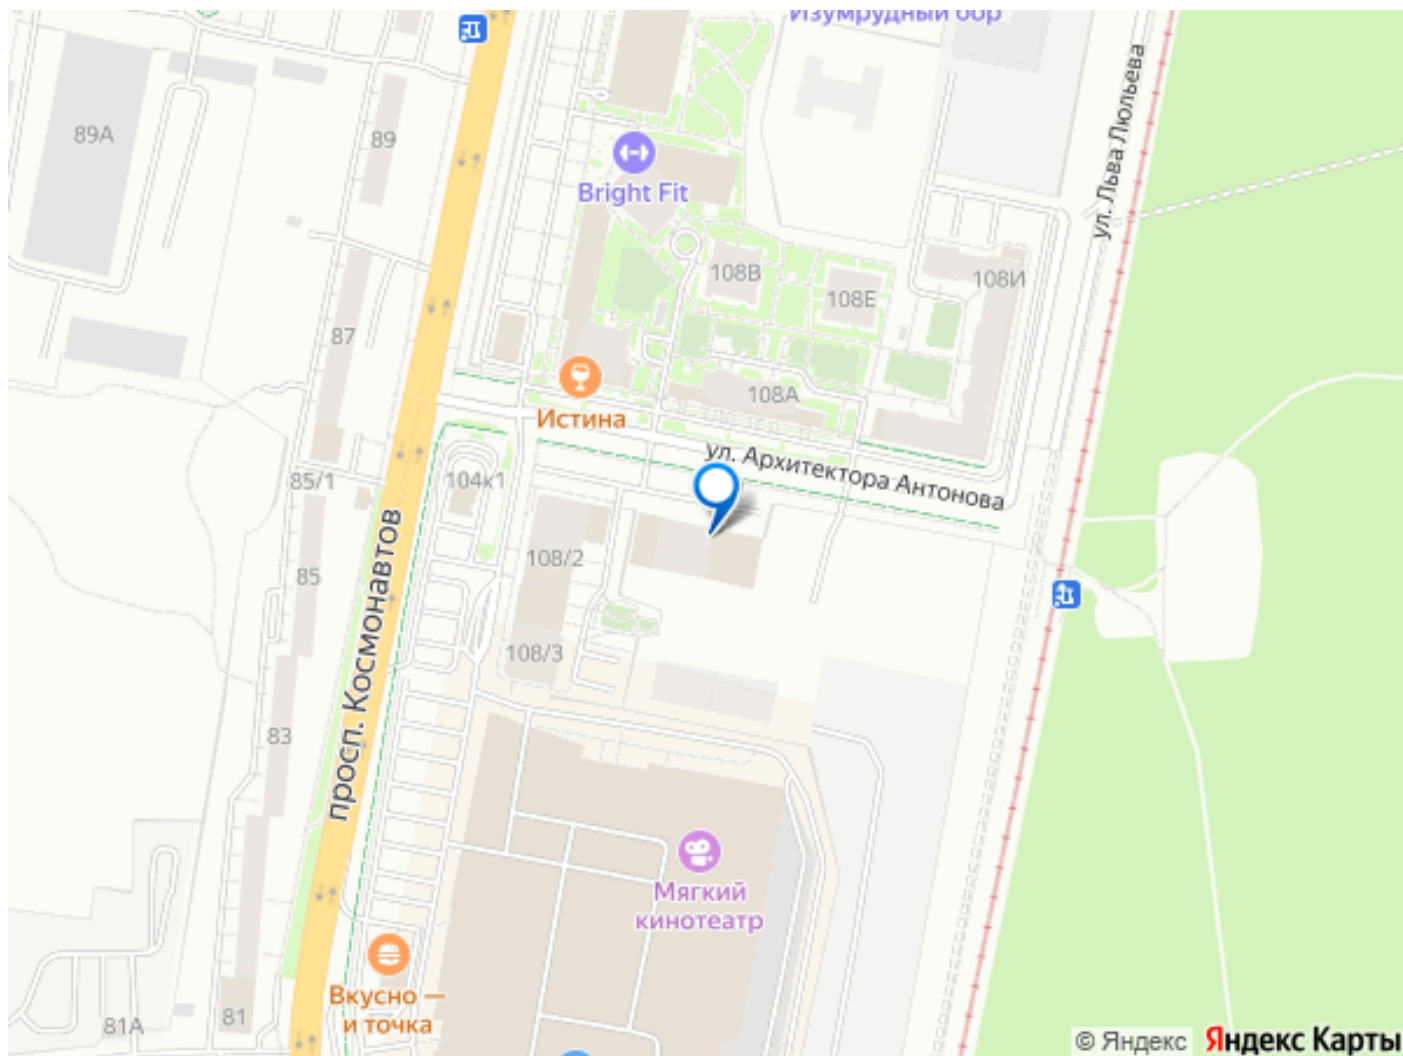 Изумрудный бор
ул. Льва Люльева
89А
89
Bright Fit
108В
108И
108Е
87
108А
Истина
ул. Архитектора Антонова
85/1
104к1
108/2
просп. Космонавтов
85
108/3
83
Мягкий
кинотеатр
Вкусно —
и точка
81А
81
© Яндекс
Яндекс Карты